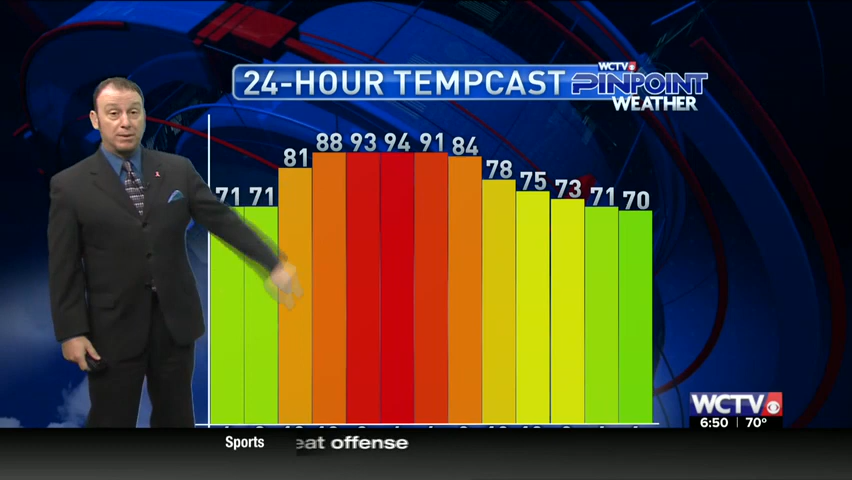 WCTV
24-HOUR TEMPCAST PINPOINT
WEATHER
71 71 81 88 93 94 91 84 78 75 73 71 70
WCTV
6:50 70°
Sports eat offense